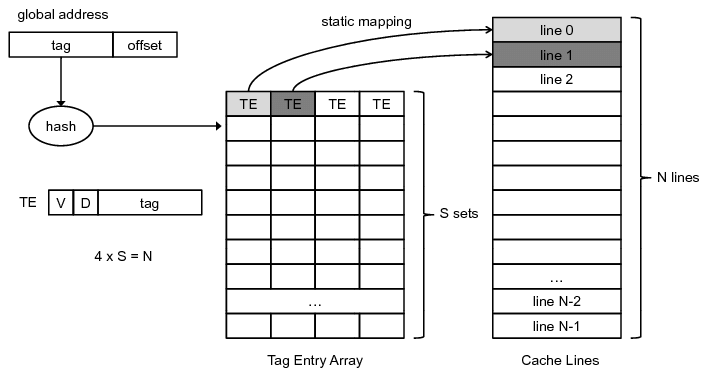 global address
tag offset
static mapping
hash
TE TE TE TE
line 0
line 1
line 2
TE V D tag
4 x S = N
S sets
N lines
...
...
line N-2
line N-1
Tag Entry Array
Cache Lines